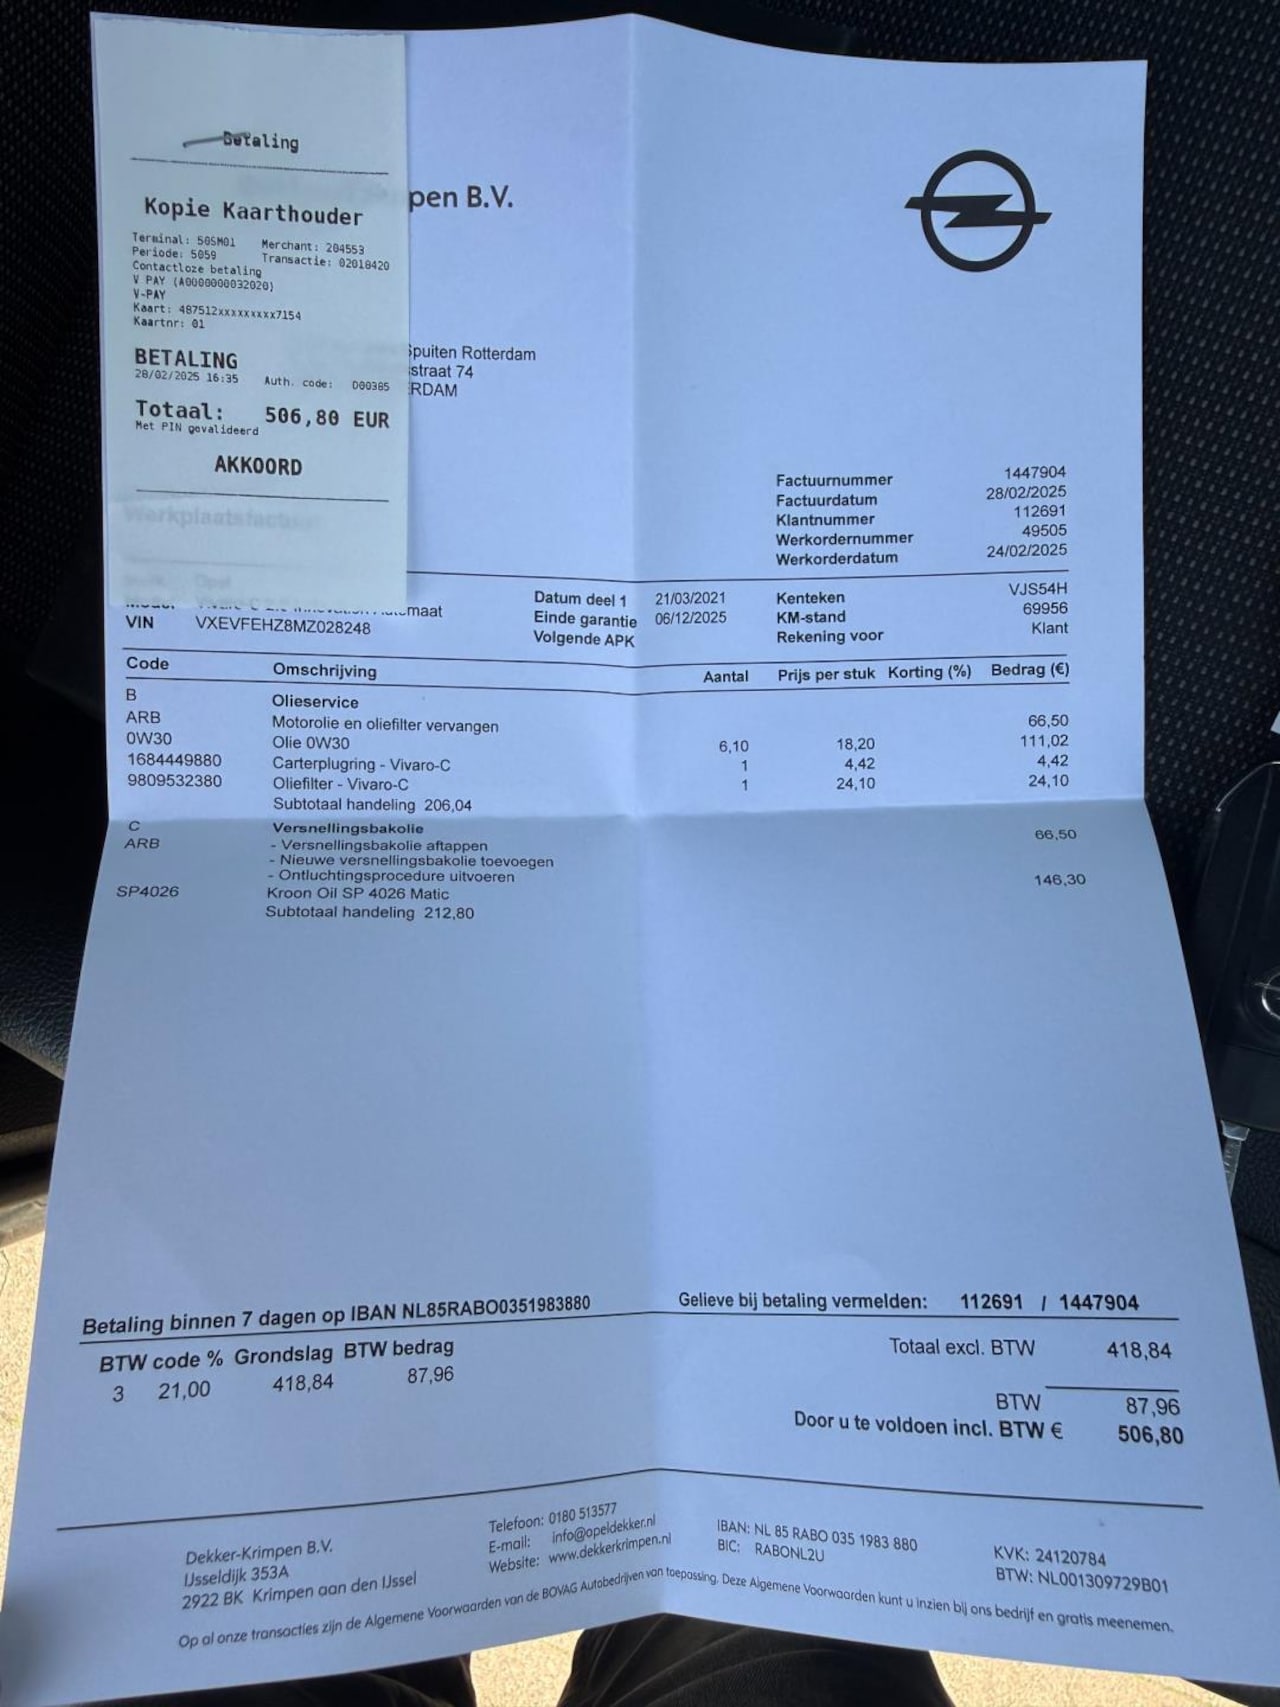 Betaling
Kopie Kaarthouder
Terminal: 50SM01 Merchant: 204553
Periode: 5059 Transactie: 02018420
Contactloze betaling
V PAY (A0000000032020)
V-PAY
Kaart: 487512xxxxxxxxx7154
Kaartnr: 01
BETALING
28/02/2025 16:35 Auth. code: D00385
Totaal: 506,80 EUR
Met PIN gevalideerd
AKKOORD
pen B.V.
Spuiten Rotterdam
straat 74
RDAM
Werkplaatsfactuur
Factuurnummer 1447904
Factuurdatum 28/02/2025
Klantnummer 112691
Werkordernummer 49505
Werkorderdatum 24/02/2025
Opel
Datum deel 1 21/03/2021 Kenteken VJS54H
maat Einde garantie 06/12/2025 KM-stand 69956
VIN VXEVFEHZ8MZ028248 Volgende APK Rekening voor Klant
Code Omschrijving Aantal Prijs per stuk Korting (%) Bedrag (€)
B Olieservice
ARB Motorolie en oliefilter vervangen 66,50
0W30 Olie 0W30 6,10 18,20 111,02
1684449880 Carterplugring - Vivaro-C 1 4,42 4,42
9809532380 Oliefilter - Vivaro-C 1 24,10 24,10
Subtotaal handeling 206,04
C Versnellingsbakolie
ARB - Versnellingsbakolie aftappen 66,50
- Nieuwe versnellingsbakolie toevoegen
- Ontluchtingsprocedure uitvoeren
SP4026 Kroon Oil SP 4026 Matic 146,30
Subtotaal handeling 212,80
Betaling binnen 7 dagen op IBAN NL85RABO0351983880 Gelieve bij betaling vermelden: 112691 / 1447904
BTW code % Grondslag BTW bedrag
3 21,00 418,84 87,96
Totaal excl. BTW 418,84
BTW 87,96
Door u te voldoen incl. BTW € 506,80
Dekker-Krimpen B.V.
IJsseldijk 353A
2922 BK Krimpen aan den IJssel
Telefoon: 0180 513577
E-mail: info@opeldekker.nl
Website: www.dekkerkrimpen.nl
IBAN: NL 85 RABO 035 1983 880
BIC: RABONL2U
KVK: 24120784
BTW: NL001309729B01
Op al onze transacties zijn de Algemene Voorwaarden van de BOVAG Autobedrijven van toepassing. Deze Algemene Voorwaarden kunt u inzien bij ons bedrijf en gratis meenemen.